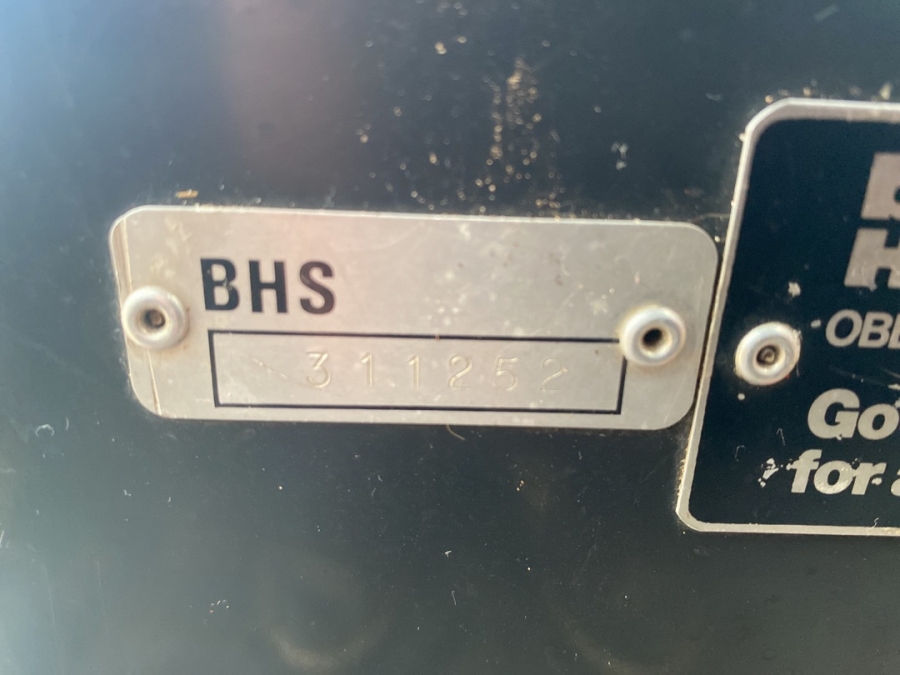 BHS
311252
OBE
Go
for a